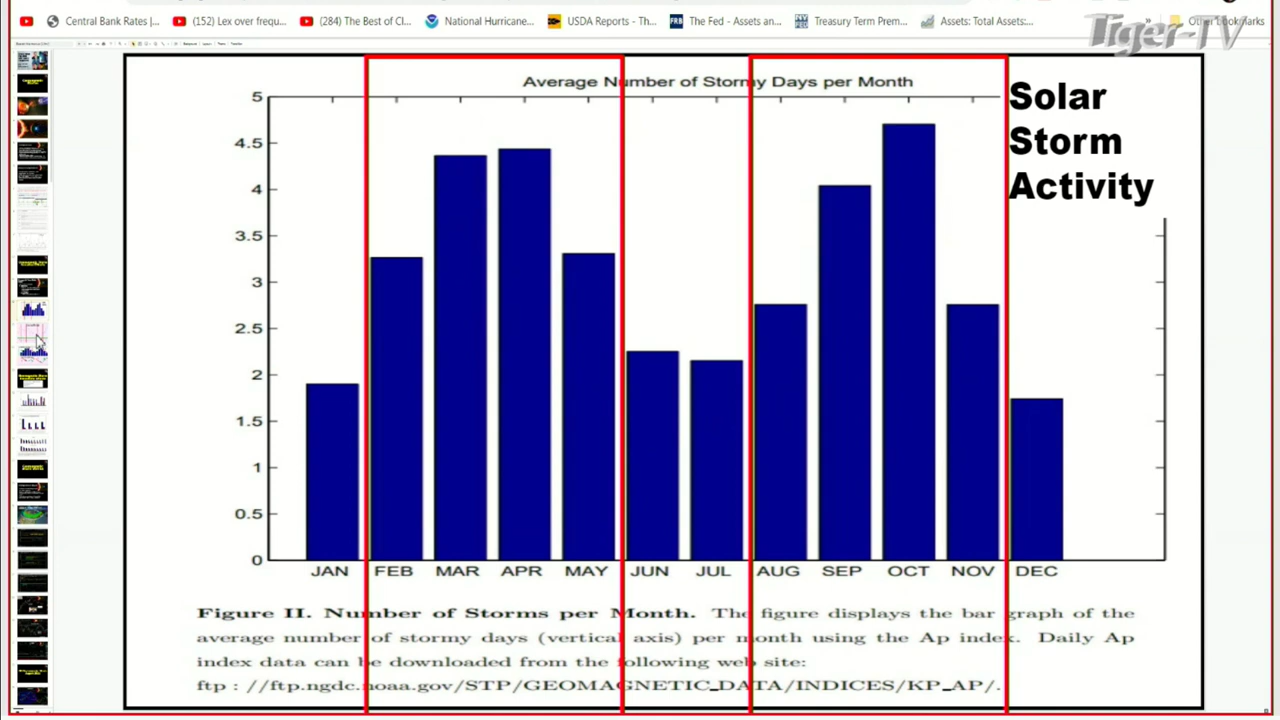 Central Bank Rates |...
(152) Lex over frequ...
(284) The Best of Cl...
National Hurricane...
USDA Reports - Th...
FRB
The Fed - Assets an...
Treasury Term Prem...
Assets: Total Assets:...
Other bookmarks
Tiger-TV
Average Number of Stormy Days per Month
Solar
Storm
Activity
5
4.5
4
3.5
3
2.5
2
1.5
1
0.5
0
JAN FEB MAR APR MAY JUN JUL AUG SEP OCT NOV DEC
Figure II. Number of Storms per Month. The figure displays the bar graph of the
average number of stormy days (vertical axis) per month using the Ap index. Daily Ap
index data can be downloaded from the following web site:
ftp : //ftp.ngdc.noaa.gov/STP/GEOMAGNETIC_DATA/INDICES/KP_AP/.